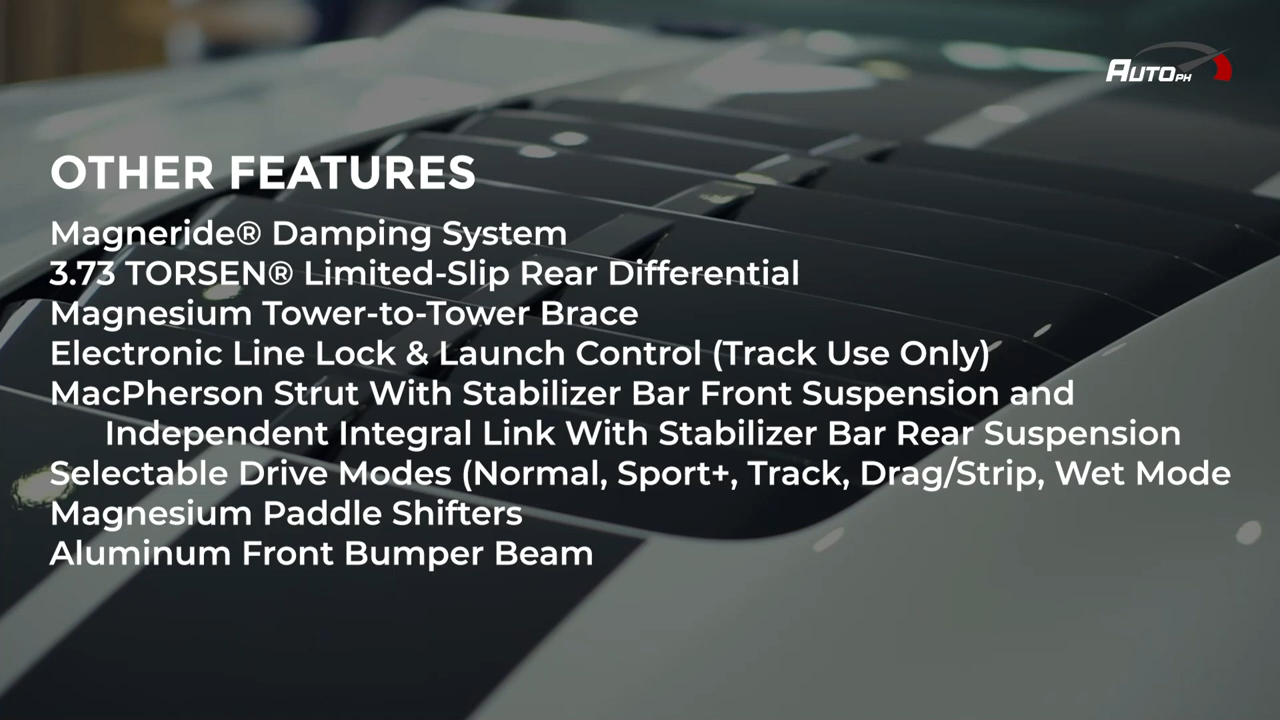 AUTOPH
OTHER FEATURES
Magneride® Damping System
3.73 TORSEN® Limited-Slip Rear Differential
Magnesium Tower-to-Tower Brace
Electronic Line Lock & Launch Control (Track Use Only)
MacPherson Strut With Stabilizer Bar Front Suspension and
Independent Integral Link With Stabilizer Bar Rear Suspension
Selectable Drive Modes (Normal, Sport+, Track, Drag/Strip, Wet Mode
Magnesium Paddle Shifters
Aluminum Front Bumper Beam